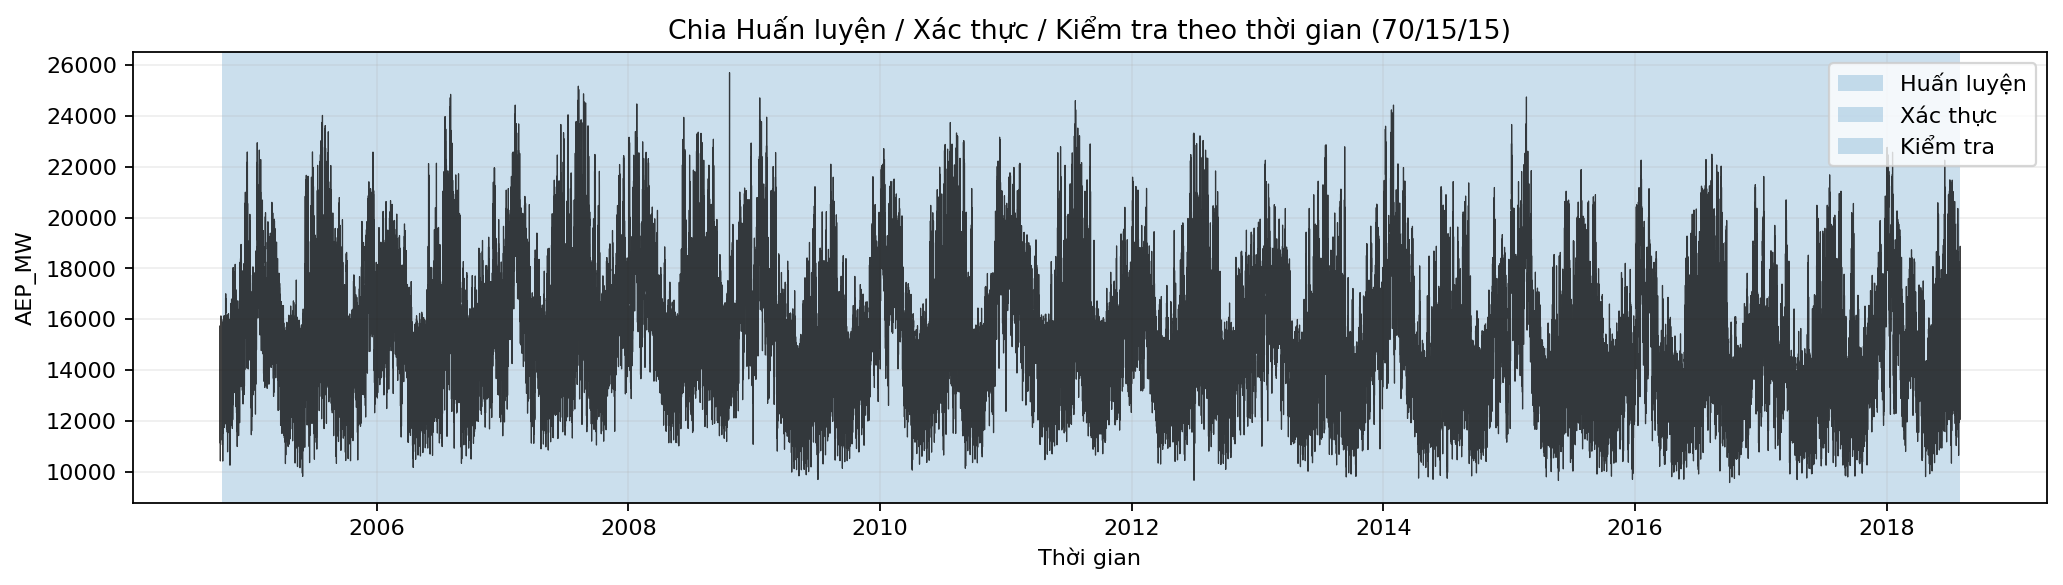 Chia Huấn luyện / Xác thực / Kiểm tra theo thời gian (70/15/15)
26000
24000
22000
20000
18000
16000
14000
12000
10000
AEP_MW
Huấn luyện
Xác thực
Kiểm tra
2006 2008 2010 2012 2014 2016 2018
Thời gian